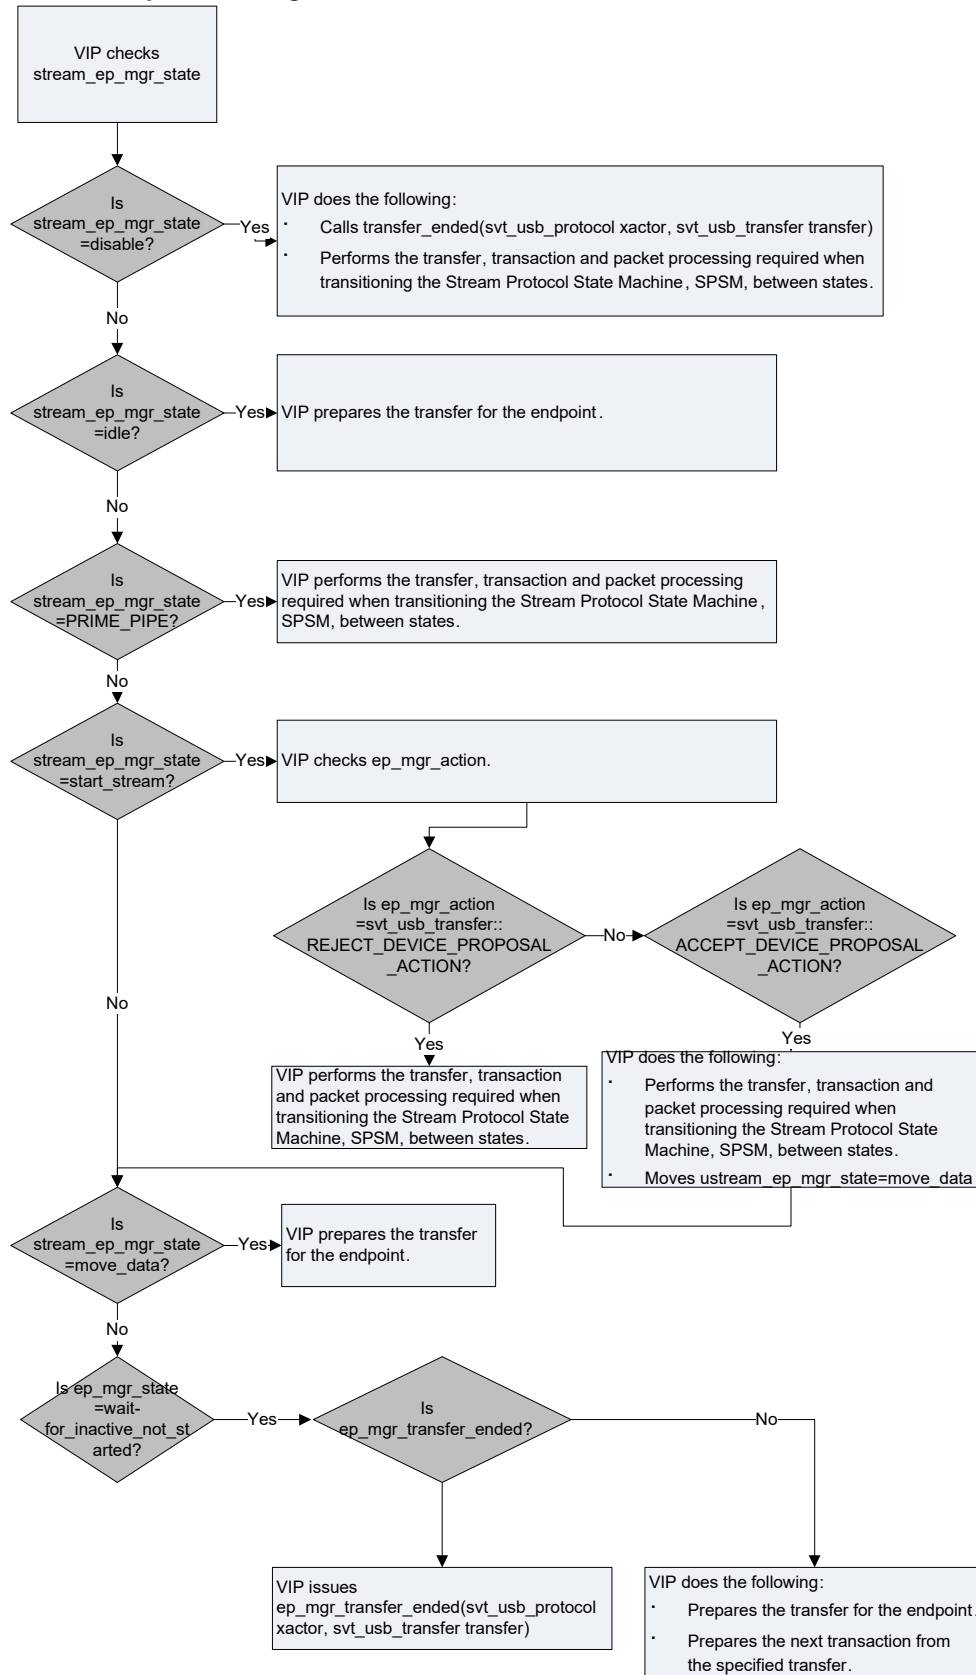 VIP checks
stream_ep_mgr_state
Is
stream_ep_mgr_state
=disable?
Yes
VIP does the following:
· Calls transfer_ended(svt_usb_protocol xactor, svt_usb_transfer transfer)
· Performs the transfer, transaction and packet processing required when
transitioning the Stream Protocol State Machine, SPSM, between states.
No
Is
stream_ep_mgr_state
=idle?
Yes
VIP prepares the transfer for the endpoint.
No
Is
stream_ep_mgr_state
=PRIME_PIPE?
Yes
VIP performs the transfer, transaction and packet processing
required when transitioning the Stream Protocol State Machine,
SPSM, between states.
No
Is
stream_ep_mgr_state
=start_stream?
Yes
VIP checks ep_mgr_action.
Is ep_mgr_action
=svt_usb_transfer::
REJECT_DEVICE_PROPOSAL
_ACTION?
No
Is ep_mgr_action
=svt_usb_transfer::
ACCEPT_DEVICE_PROPOSAL
_ACTION?
No
Yes
Yes
VIP performs the transfer, transaction
and packet processing required when
transitioning the Stream Protocol State
Machine, SPSM, between states.
VIP does the following:
· Performs the transfer, transaction and
packet processing required when
transitioning the Stream Protocol State
Machine, SPSM, between states.
· Moves ustream_ep_mgr_state=move_data
Is
stream_ep_mgr_state
=move_data?
Yes
VIP prepares the transfer
for the endpoint.
No
Is ep_mgr_state
=wait-
for_inactive_not_st
arted?
Yes
Is
ep_mgr_transfer_ended?
No
VIP issues
ep_mgr_transfer_ended(svt_usb_protocol
xactor, svt_usb_transfer transfer)
VIP does the following:
· Prepares the transfer for the endpoint.
· Prepares the next transaction from
the specified transfer.